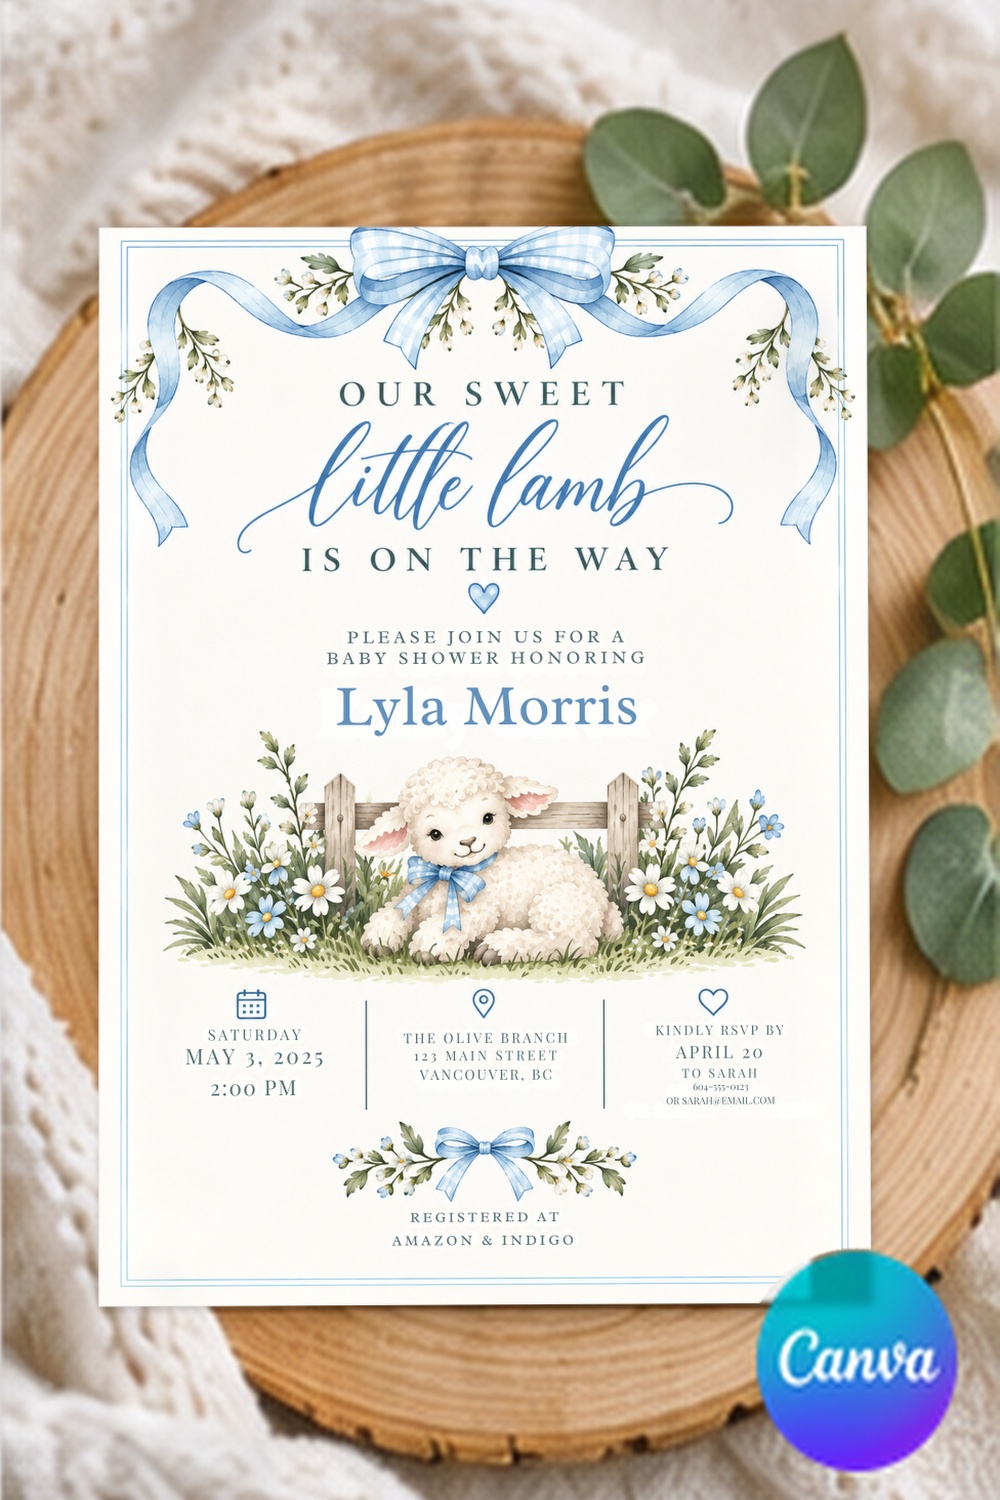 OUR SWEET
little lamb
IS ON THE WAY
PLEASE JOIN US FOR A
BABY SHOWER HONORING
Lyla Morris
SATURDAY
MAY 3, 2025
2:00 PM
THE OLIVE BRANCH
123 MAIN STREET
VANCOUVER, BC
KINDLY RSVP BY
APRIL 20
TO SARAH
604-555-0123
OR SARAH@EMAIL.COM
REGISTERED AT
AMAZON & INDIGO
Canva